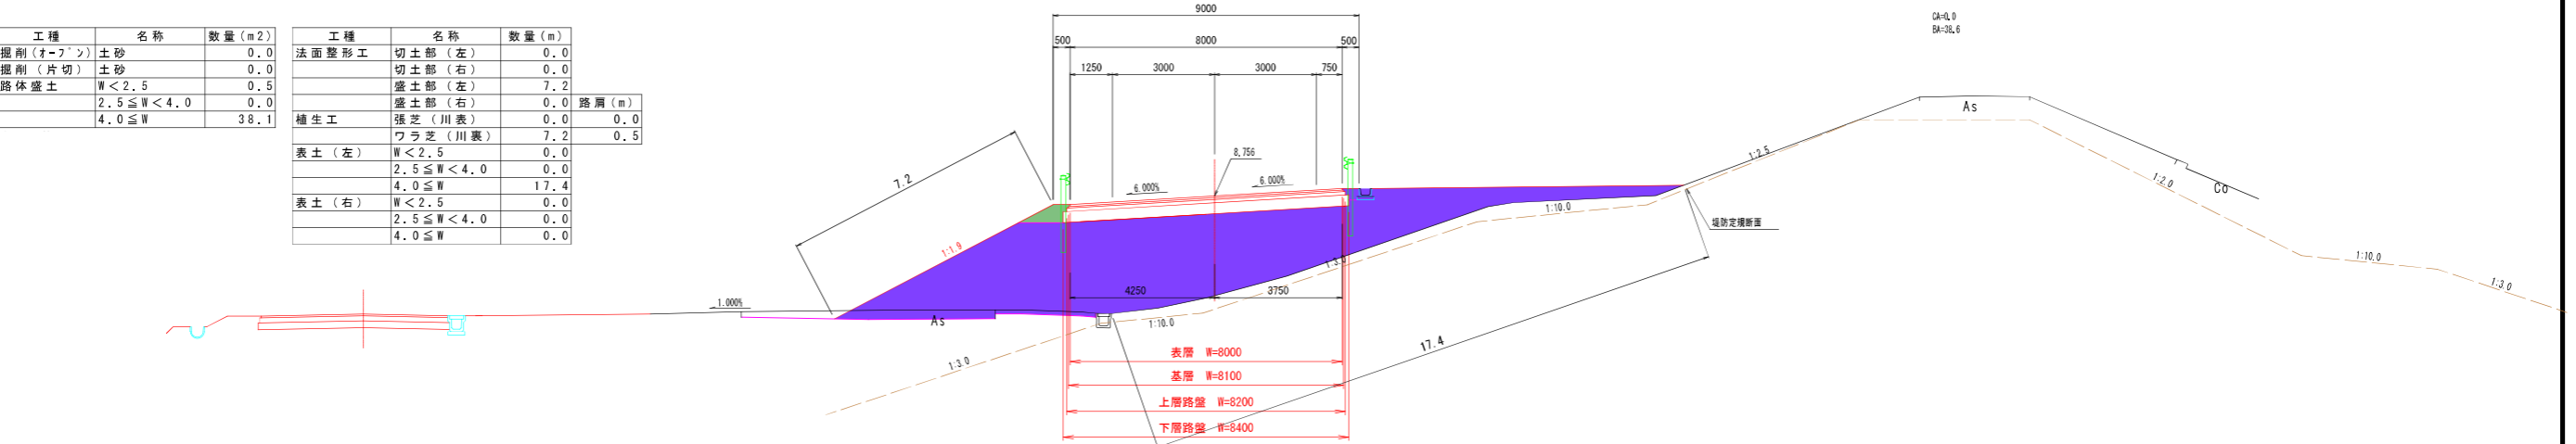 工種 名称 数量(m2)
掘削(オープン) 土砂 0.0
掘削(片切) 土砂 0.0
路体盛土 W<2.5 0.5
2.5≦W<4.0 0.0
4.0≦W 38.1
工種 名称 数量(m)
法面整形工 切土部(左) 0.0
切土部(右) 0.0
盛土部(左) 7.2
盛土部(右) 0.0 路肩(m)
植生工 張芝(川表) 0.0 0.0
ワラ芝(川裏) 7.2 0.5
表土(左) W<2.5 0.0
2.5≦W<4.0 0.0
4.0≦W 17.4
表土(右) W<2.5 0.0
2.5≦W<4.0 0.0
4.0≦W 0.0
9000
500 8000 500
1250 3000 3000 750
CA=0.0
BA=38.6
8.756
6.000% 6.000%
7.2
1:1.9
1.000%
As
4250 3750
1:10.0
1:3.0
1:3.0
1:10.0
1:2.5
As
1:2.0
Co
堤防定規断面
1:10.0
1:3.0
17.4
表層 W=8000
基層 W=8100
上層路盤 W=8200
下層路盤 W=8400